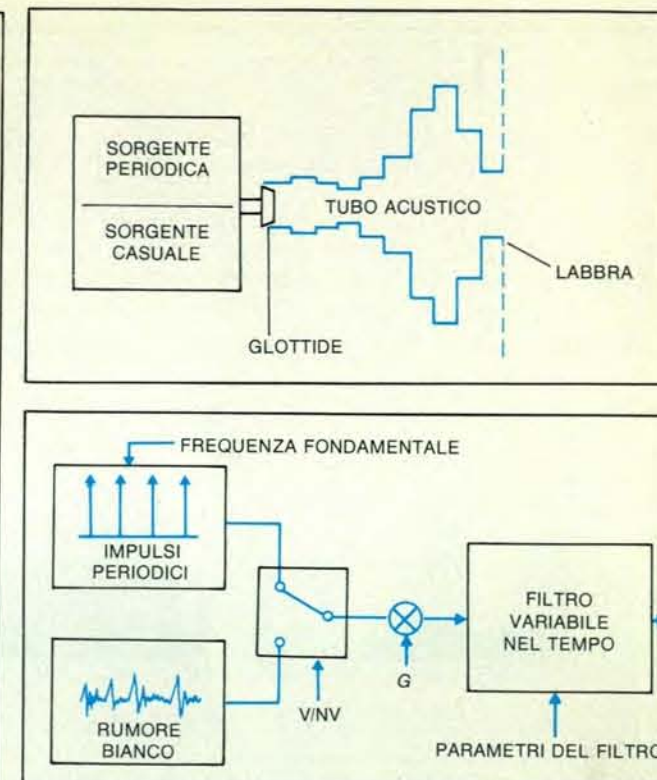 SORGENTE
PERIODICA
SORGENTE
CASUALE
TUBO ACUSTICO
LABBRA
GLOTTIDE
FREQUENZA FONDAMENTALE
IMPULSI
PERIODICI
RUMORE
BIANCO
V/NV
G
FILTRO
VARIABILE
NEL TEMPO
PARAMETRI DEL FILTRO